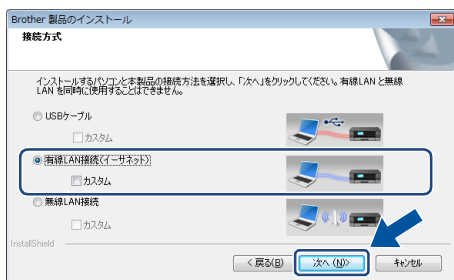 Brother 製品のインストール
接続方式
インストールするパソコンと本製品の接続方法を選択し、「次へ」をクリックしてください。有線LAN と無線
LAN を同時に使用することはできません。
USBケーブル
カスタム
有線LAN接続(イーサネット)
カスタム
無線LAN接続
カスタム
InstallShield
< 戻る(B)
次へ (N)>
キャンセル